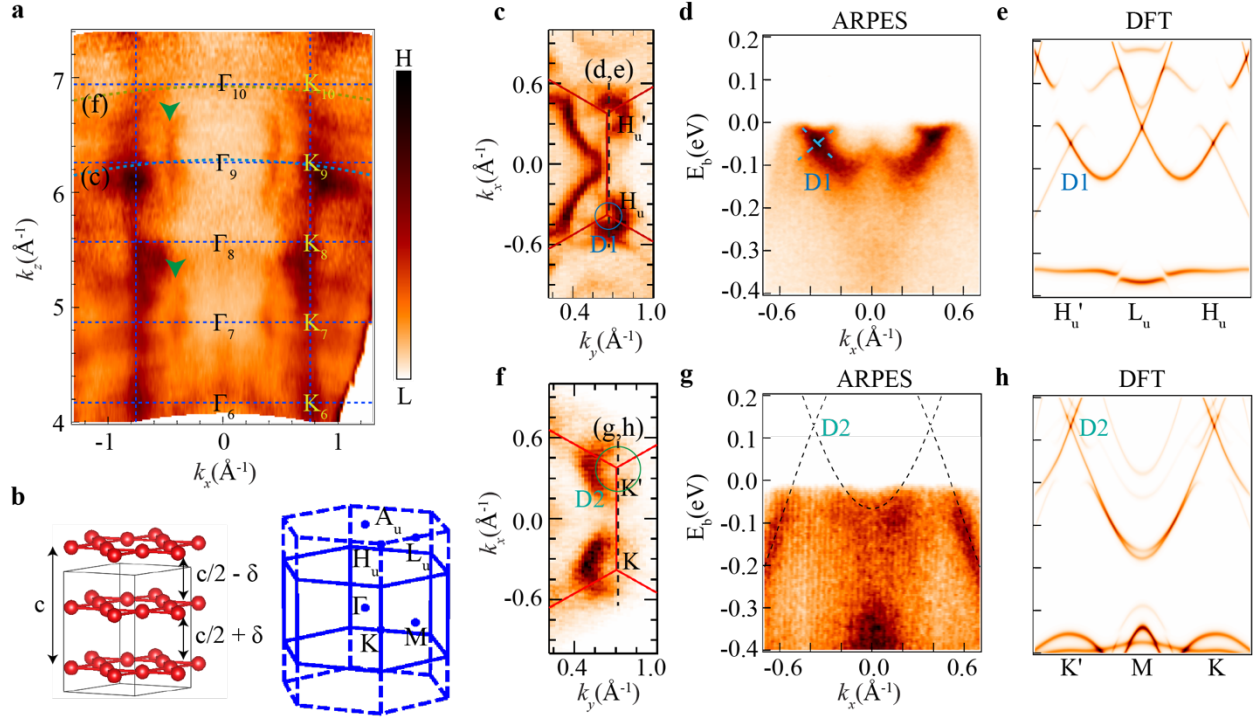 a
H
L
7
6
5
4
kz(Å-1)
-1
0
1
kx(Å-1)
(f)
(c)
Γ10
K10
Γ9
K9
Γ8
K8
Γ7
K7
Γ6
K6
b
c
c/2 - δ
c/2 + δ
Au
Hu
Lu
Γ
K
M
c
(d,e)
Hu'
Hu
D1
0.6
0.0
-0.6
kx(Å-1)
0.4
1.0
ky(Å-1)
d
ARPES
Eb(eV)
0.2
0.1
0.0
-0.1
-0.2
-0.3
-0.4
D1
-0.6
0.0
0.6
kx(Å-1)
e
DFT
D1
Hu'
Lu
Hu
f
(g,h)
K'
K
D2
0.6
0.0
-0.6
kx(Å-1)
0.4
1.0
ky(Å-1)
g
ARPES
Eb(eV)
0.2
0.1
0.0
-0.1
-0.2
-0.3
-0.4
D2
-0.6
0.0
0.6
kx(Å-1)
h
DFT
D2
K'
M
K